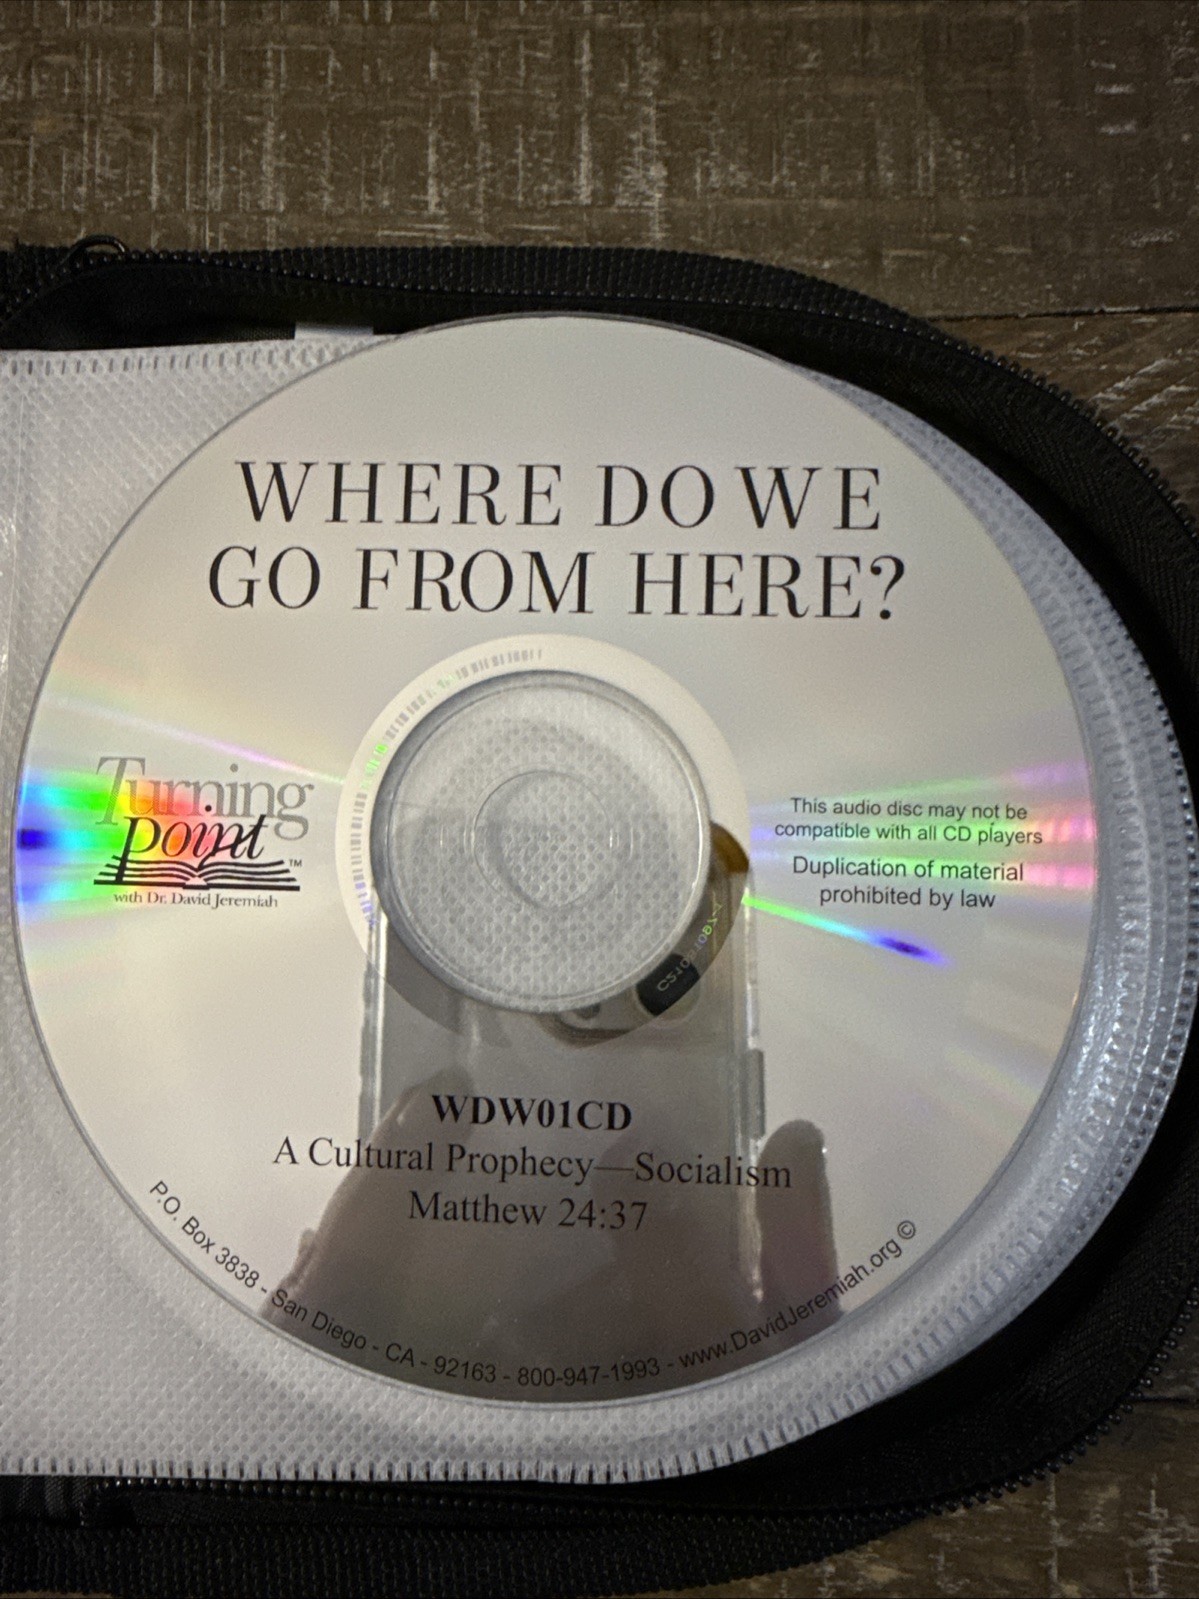 WHERE DO WE
GO FROM HERE?
Turning
point™
with Dr. David Jeremiah
This audio disc may not be
compatible with all CD players
Duplication of material
prohibited by law
WDW01CD
A Cultural Prophecy—Socialism
Matthew 24:37
P.O. Box 3838 - San Diego - CA - 92163 - 800-947-1993 - www.DavidJeremiah.org ©